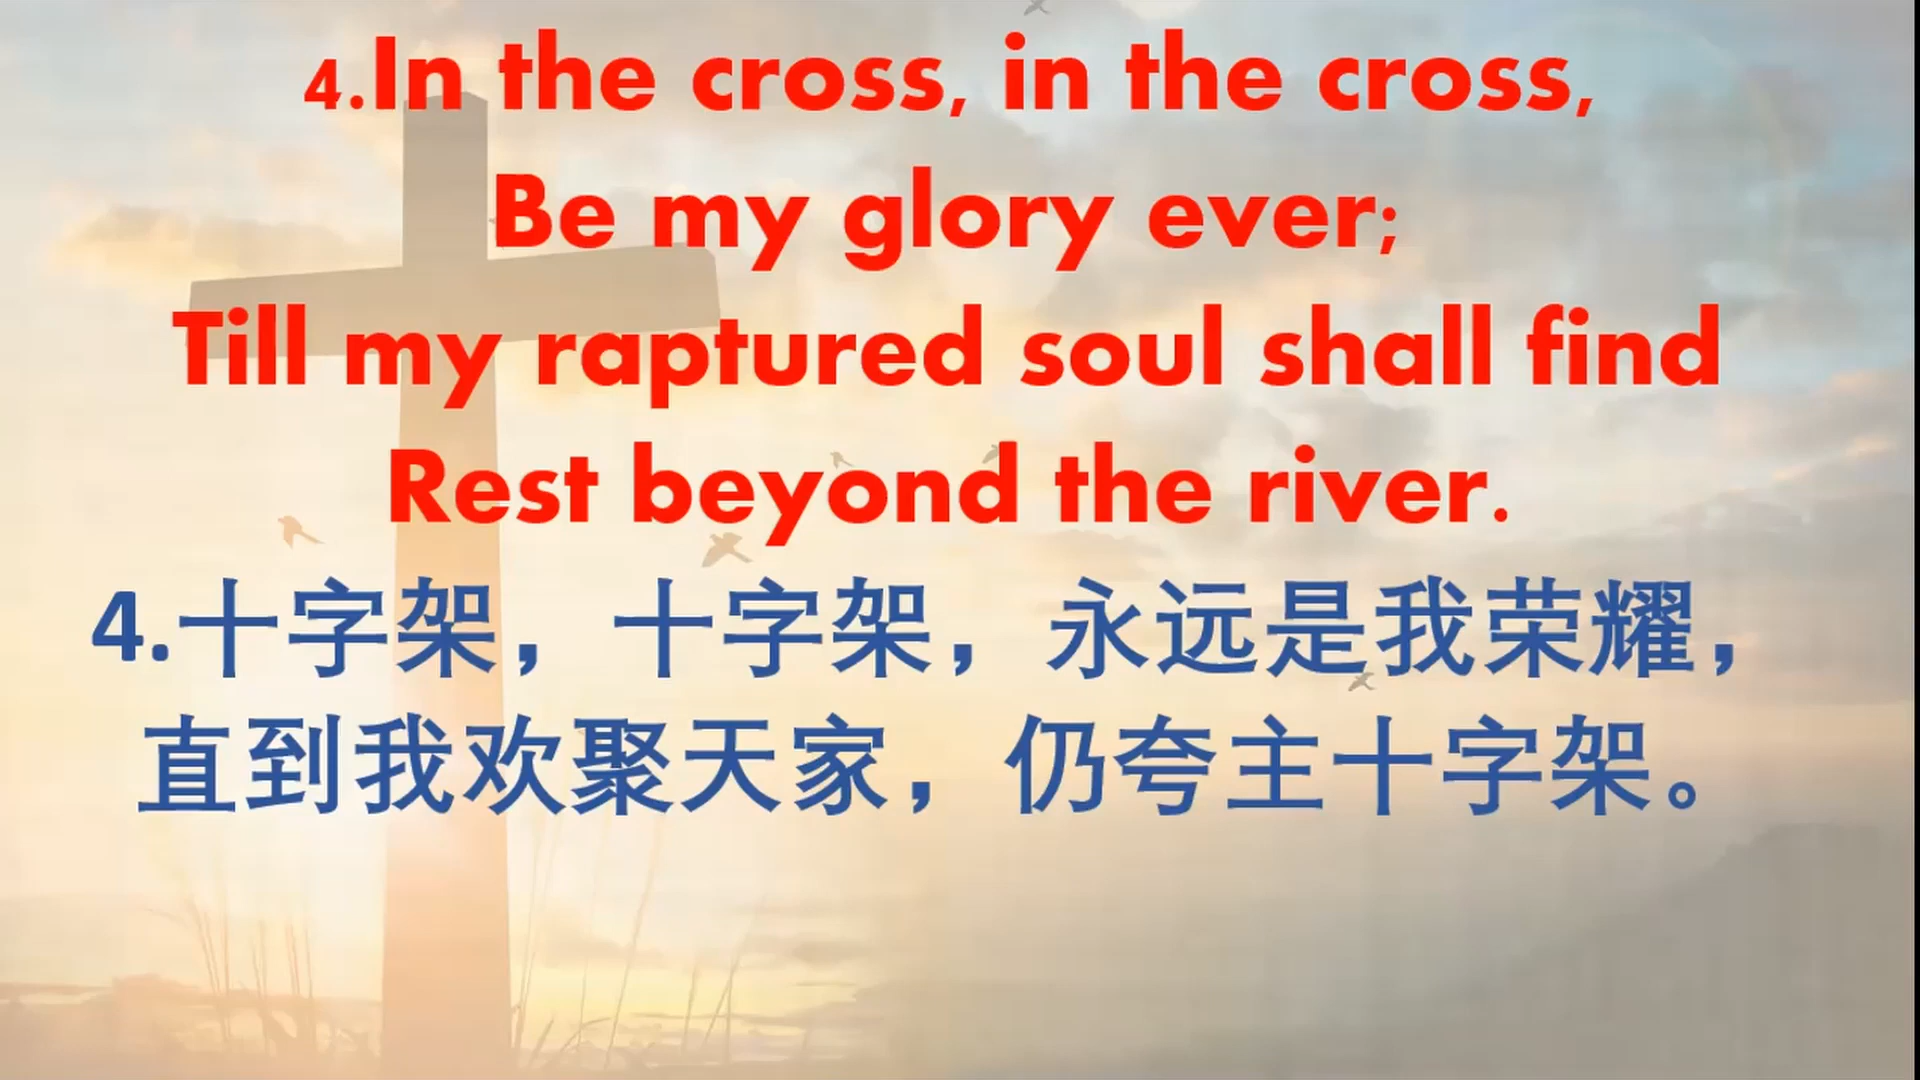 4.In the cross, in the cross,
Be my glory ever;
Till my raptured soul shall find
Rest beyond the river.
4.十字架，十字架，永远是我荣耀，
直到我欢聚天家，仍夸主十字架。